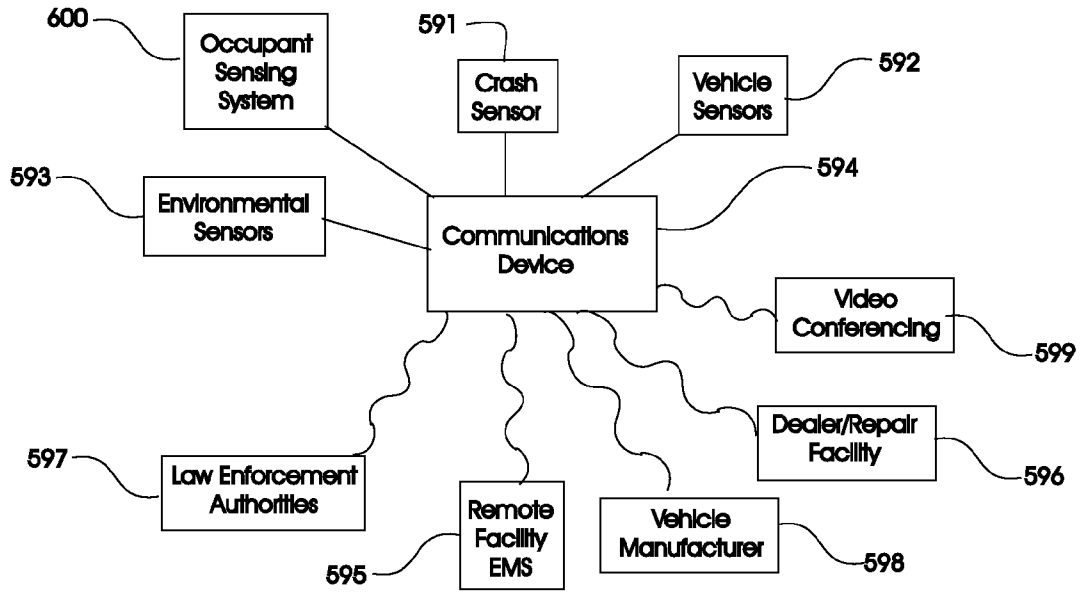 600
Occupant
Sensing
System
591
Crash
Sensor
Vehicle
Sensors
592
593
Environmental
Sensors
594
Communications
Device
Video
Conferencing
599
Dealer/Repair
Facility
596
597
Law Enforcement
Authorities
Remote
Facility
EMS
595
Vehicle
Manufacturer
598